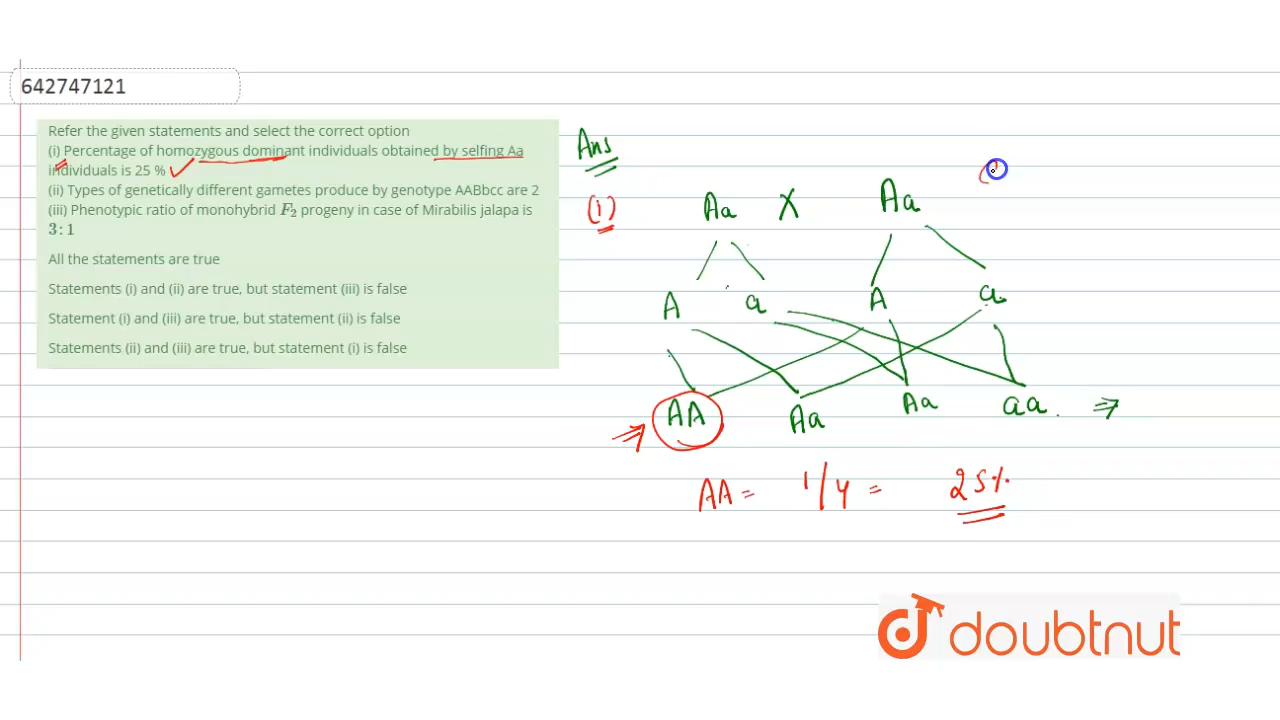 642747121
Refer the given statements and select the correct option
(i) Percentage of homozygous dominant individuals obtained by selfing Aa
individuals is 25 %
(ii) Types of genetically different gametes produce by genotype AABbcc are 2
(iii) Phenotypic ratio of monohybrid F₂ progeny in case of Mirabilis jalapa is
3 : 1
All the statements are true
Statements (i) and (ii) are true, but statement (iii) is false
Statement (i) and (iii) are true, but statement (ii) is false
Statements (ii) and (iii) are true, but statement (i) is false
Ans
(1) Aa X Aa
A a A a
AA Aa Aa aa. ⇒
AA = 1/4 = 25%
doubtnut